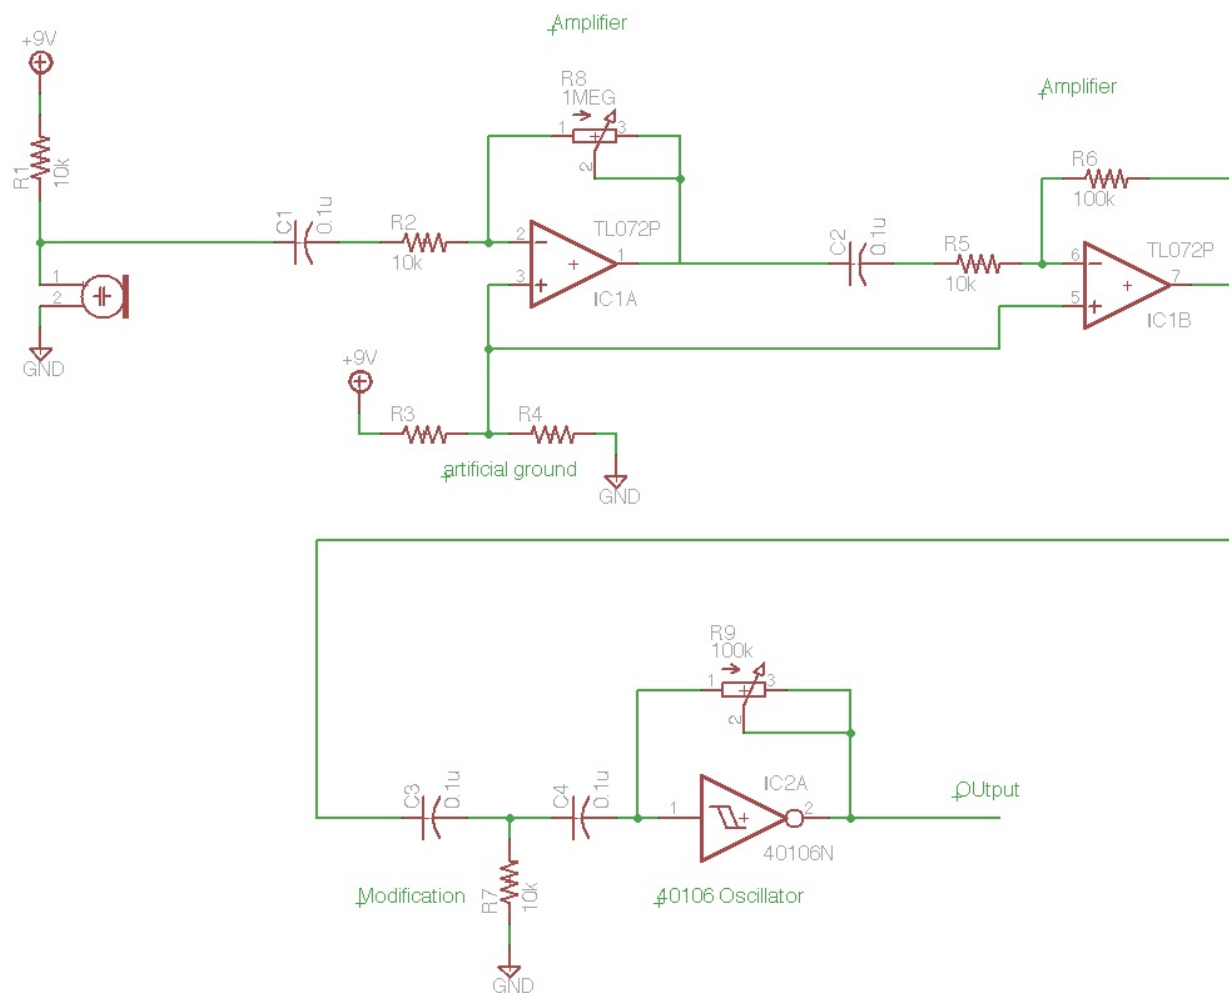 Amplifier
+9V
R8
1MEG
1
3
2
Amplifier
R1
10k
R6
100k
C1
0.1u
R2
10k
2
3
TL072P
1
IC1A
C2
0.1u
R5
10k
6
5
TL072P
7
IC1B
1
2
GND
+9V
R3
R4
artificial ground
GND
R9
100k
1
3
2
C3
0.1u
C4
0.1u
1
IC2A
2
40106N
OUtput
Modification
R7
10k
40106 Oscillator
GND